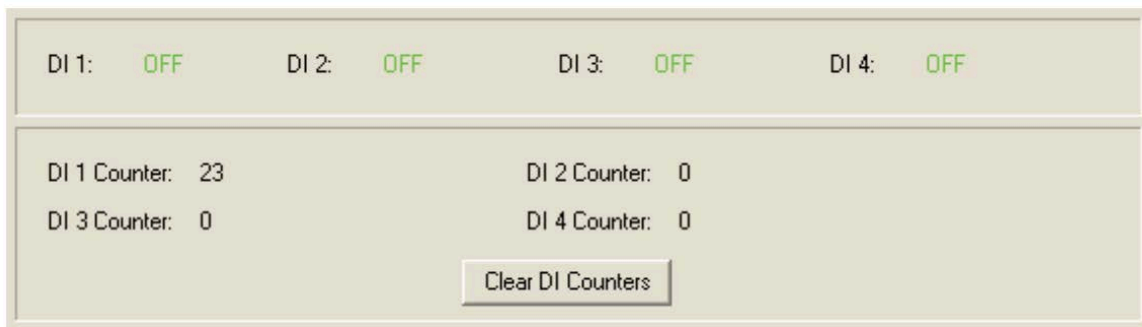 DI 1: OFF DI 2: OFF DI 3: OFF DI 4: OFF
DI 1 Counter: 23 DI 2 Counter: 0
DI 3 Counter: 0 DI 4 Counter: 0
Clear DI Counters